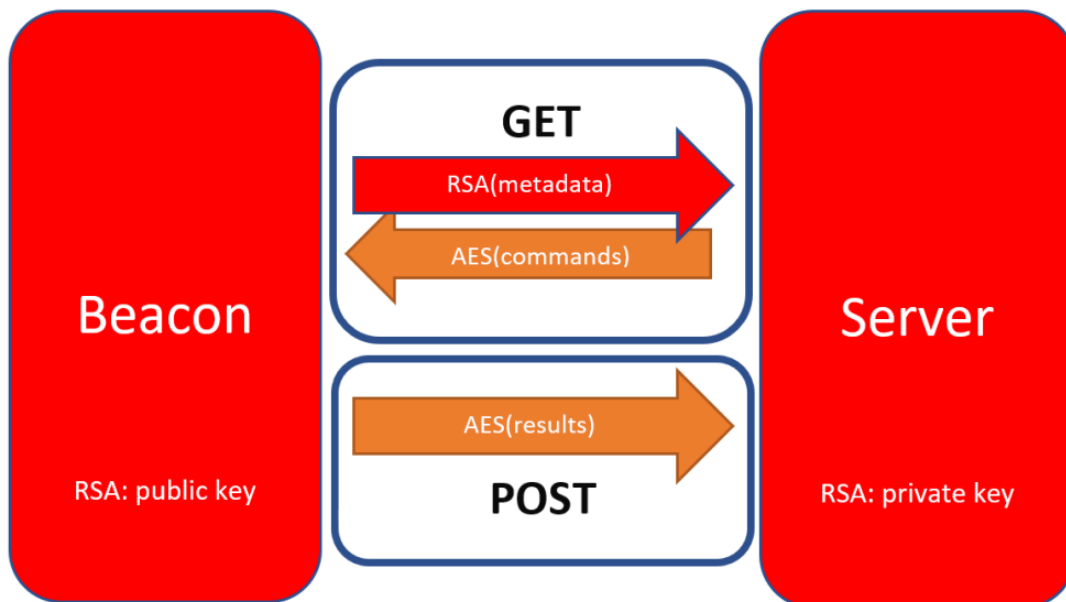 GET
RSA(metadata)
AES(commands)
Beacon
Server
AES(results)
RSA: public key
POST
RSA: private key